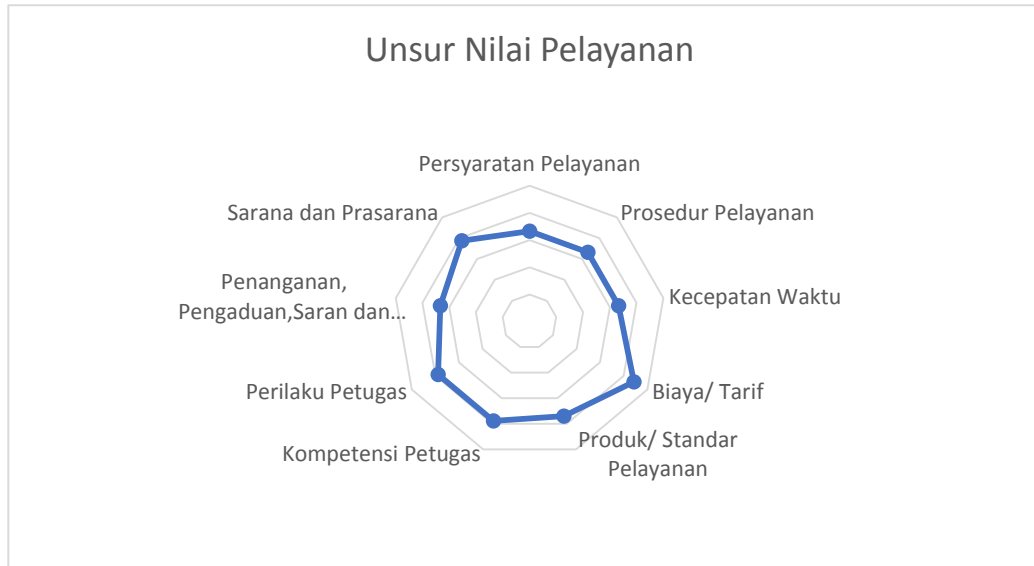 Unsur Nilai Pelayanan
Persyaratan Pelayanan
Prosedur Pelayanan
Kecepatan Waktu
Biaya/ Tarif
Produk/ Standar
Pelayanan
Kompetensi Petugas
Perilaku Petugas
Penanganan,
Pengaduan,Saran dan…
Sarana dan Prasarana